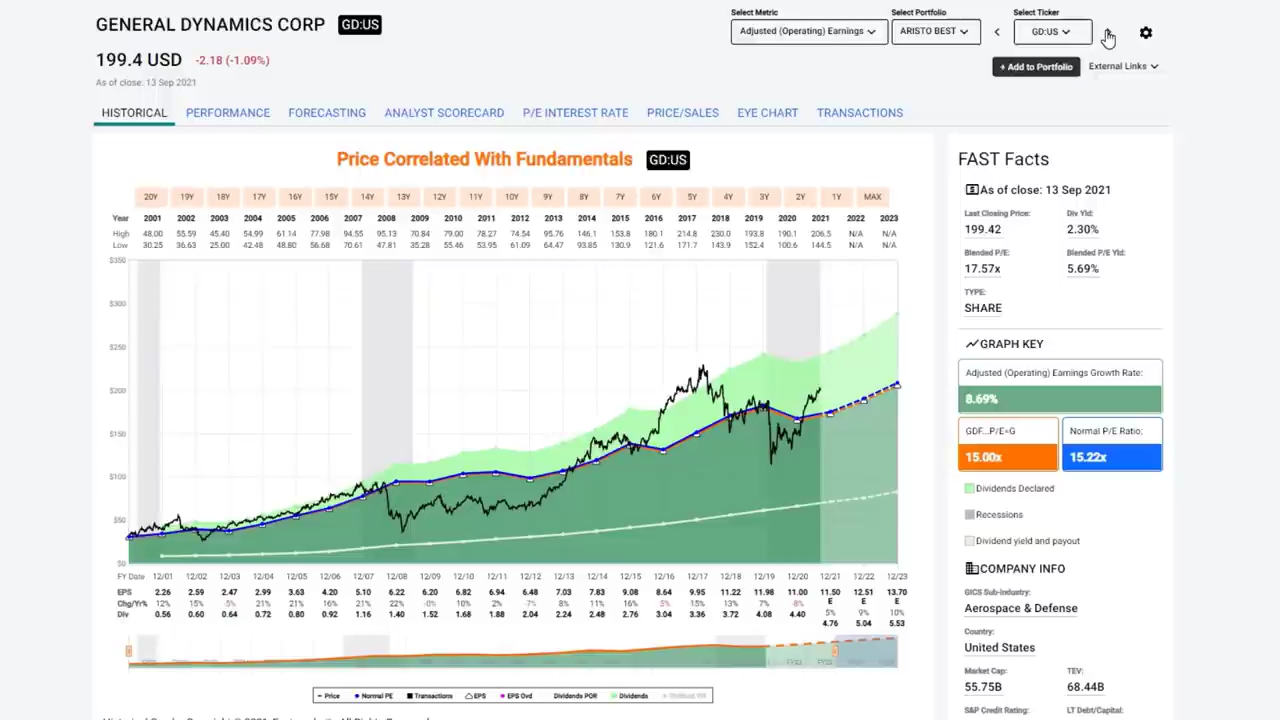 GENERAL DYNAMICS CORP GD:US
Select Metric Select Portfolio Select Ticker
Adjusted (Operating) Earnings ARISTO BEST < GD:US
199.4 USD -2.18 (-1.09%)
+ Add to Portfolio External Links
As of close: 13 Sep 2021
HISTORICAL PERFORMANCE FORECASTING ANALYST SCORECARD P/E INTEREST RATE PRICE/SALES EYE CHART TRANSACTIONS
Price Correlated With Fundamentals GD:US
20Y 19Y 18Y 17Y 16Y 15Y 14Y 13Y 12Y 11Y 10Y 9Y 8Y 7Y 6Y 5Y 4Y 3Y 2Y 1Y MAX
Year 2001 2002 2003 2004 2005 2006 2007 2008 2009 2010 2011 2012 2013 2014 2015 2016 2017 2018 2019 2020 2021 2022 2023
High 48.00 55.59 45.40 54.99 61.14 77.98 94.55 95.13 70.84 79.00 78.27 74.54 95.76 146.1 153.8 180.1 214.8 230.0 193.8 190.1 206.5 N/A N/A
Low 30.25 36.63 25.00 42.48 48.80 56.68 70.61 47.81 35.28 55.46 53.95 61.09 64.47 93.85 130.9 121.6 171.7 143.9 152.4 100.6 144.5 N/A N/A
$350
$300
$250
$200
$150
$100
$50
$0
FY Date 12/01 12/02 12/03 12/04 12/05 12/06 12/07 12/08 12/09 12/10 12/11 12/12 12/13 12/14 12/15 12/16 12/17 12/18 12/19 12/20 12/21 12/22 12/23
EPS 2.26 2.59 2.47 2.99 3.63 4.20 5.10 6.22 6.20 6.82 6.94 6.48 7.03 7.83 9.08 8.64 9.95 11.22 11.98 11.00 11.50 12.51 13.70
E E E
Chg/Yr% 12% 15% -5% 21% 21% 16% 21% 22% -0% 10% 2% -7% 8% 11% 16% -5% 15% 13% 7% -8% 5% 9% 10%
Div 0.56 0.60 0.64 0.72 0.80 0.92 1.16 1.40 1.52 1.68 1.88 2.04 2.24 2.48 2.76 3.04 3.36 3.72 4.08 4.40 4.76 5.04 5.53
Price Normal PE Transactions EPS EPS Ovd Dividends POR Dividends Dividend Yld
FAST Facts
As of close: 13 Sep 2021
Last Closing Price: Div Yld:
199.42 2.30%
Blended P/E: Blended P/E Yld:
17.57x 5.69%
TYPE:
SHARE
GRAPH KEY
Adjusted (Operating) Earnings Growth Rate:
8.69%
GDF...P/E=G Normal P/E Ratio:
15.00x 15.22x
Dividends Declared
Recessions
Dividend yield and payout
COMPANY INFO
GICS Sub-Industry:
Aerospace & Defense
Country:
United States
Market Cap: TEV:
55.75B 68.44B
S&P Credit Rating: LT Debt/Capital: